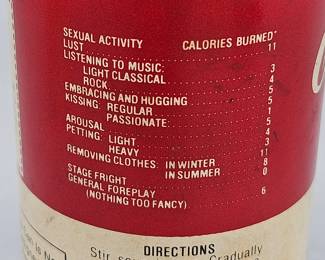 SEXUAL ACTIVITY CALORIES BURNED*
LUST 11
LISTENING TO MUSIC:
LIGHT CLASSICAL 3
ROCK 4
EMBRACING AND HUGGING 5
KISSING: REGULAR 1
PASSIONATE: 5
AROUSAL 4
PETTING: LIGHT 3
HEAVY 11
REMOVING CLOTHES: IN WINTER 8
IN SUMMER 0
STAGE FRIGHT
GENERAL FOREPLAY
(NOTHING TOO FANCY) 6
DIRECTIONS
Gradually